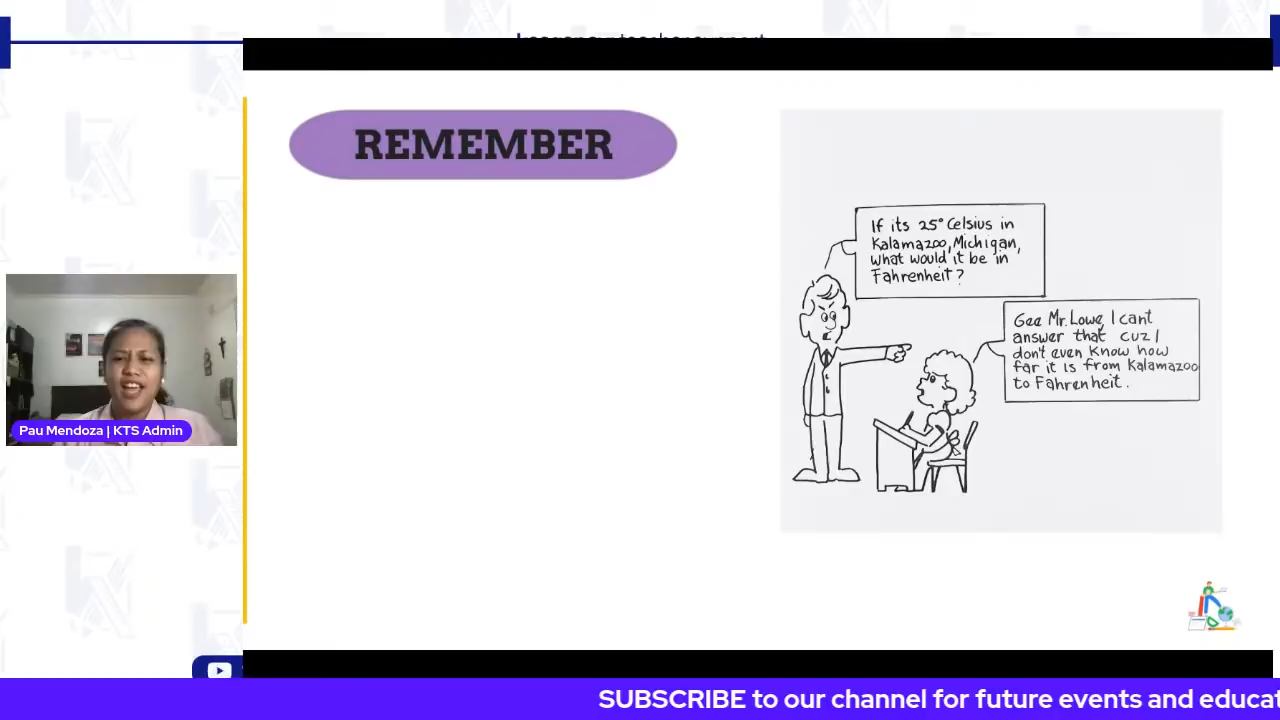 REMEMBER
If its 25° Celsius in
Kalamazoo, Michigan,
what would it be in
Fahrenheit?
Gee Mr. Lowe, I can't
answer that cuz I
don't even know how
far it is from Kalamazoo
to Fahrenheit.
Pau Mendoza | KTS Admin
SUBSCRIBE to our channel for future events and educat